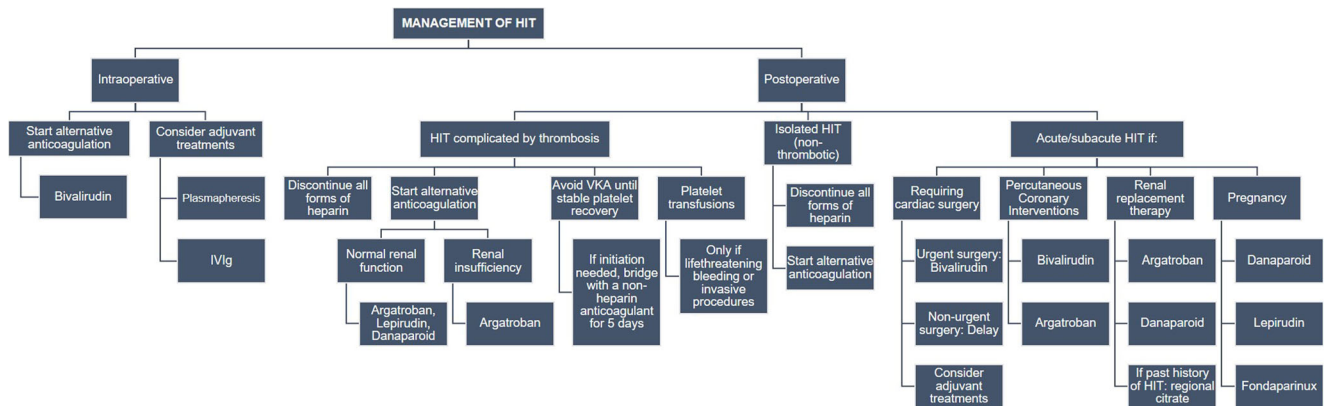 MANAGEMENT OF HIT
Intraoperative
Postoperative
Start alternative
anticoagulation
Consider adjuvant
treatments
HIT complicated by thrombosis
Isolated HIT
(non-
thrombotic)
Acute/subacute HIT if:
Bivalirudin
Plasmapheresis
IVIg
Discontinue all
forms of
heparin
Start alternative
anticoagulation
Avoid VKA until
stable platelet
recovery
Platelet
transfusions
Discontinue all
forms of
heparin
Start alternative
anticoagulation
Requiring
cardiac surgery
Percutaneous
Coronary
Interventions
Renal
replacement
therapy
Pregnancy
Normal renal
function
Renal
insufficiency
If initiation
needed, bridge
with a non-
heparin
anticoagulant
for 5 days
Only if
lifethreatening
bleeding or
invasive
procedures
Argatroban,
Lepirudin,
Danaparoid
Argatroban
Urgent surgery:
Bivalirudin
Bivalirudin
Argatroban
Danaparoid
Non-urgent
surgery: Delay
Argatroban
Danaparoid
Lepirudin
Consider
adjuvant
treatments
If past history
of HIT: regional
citrate
Fondaparinux